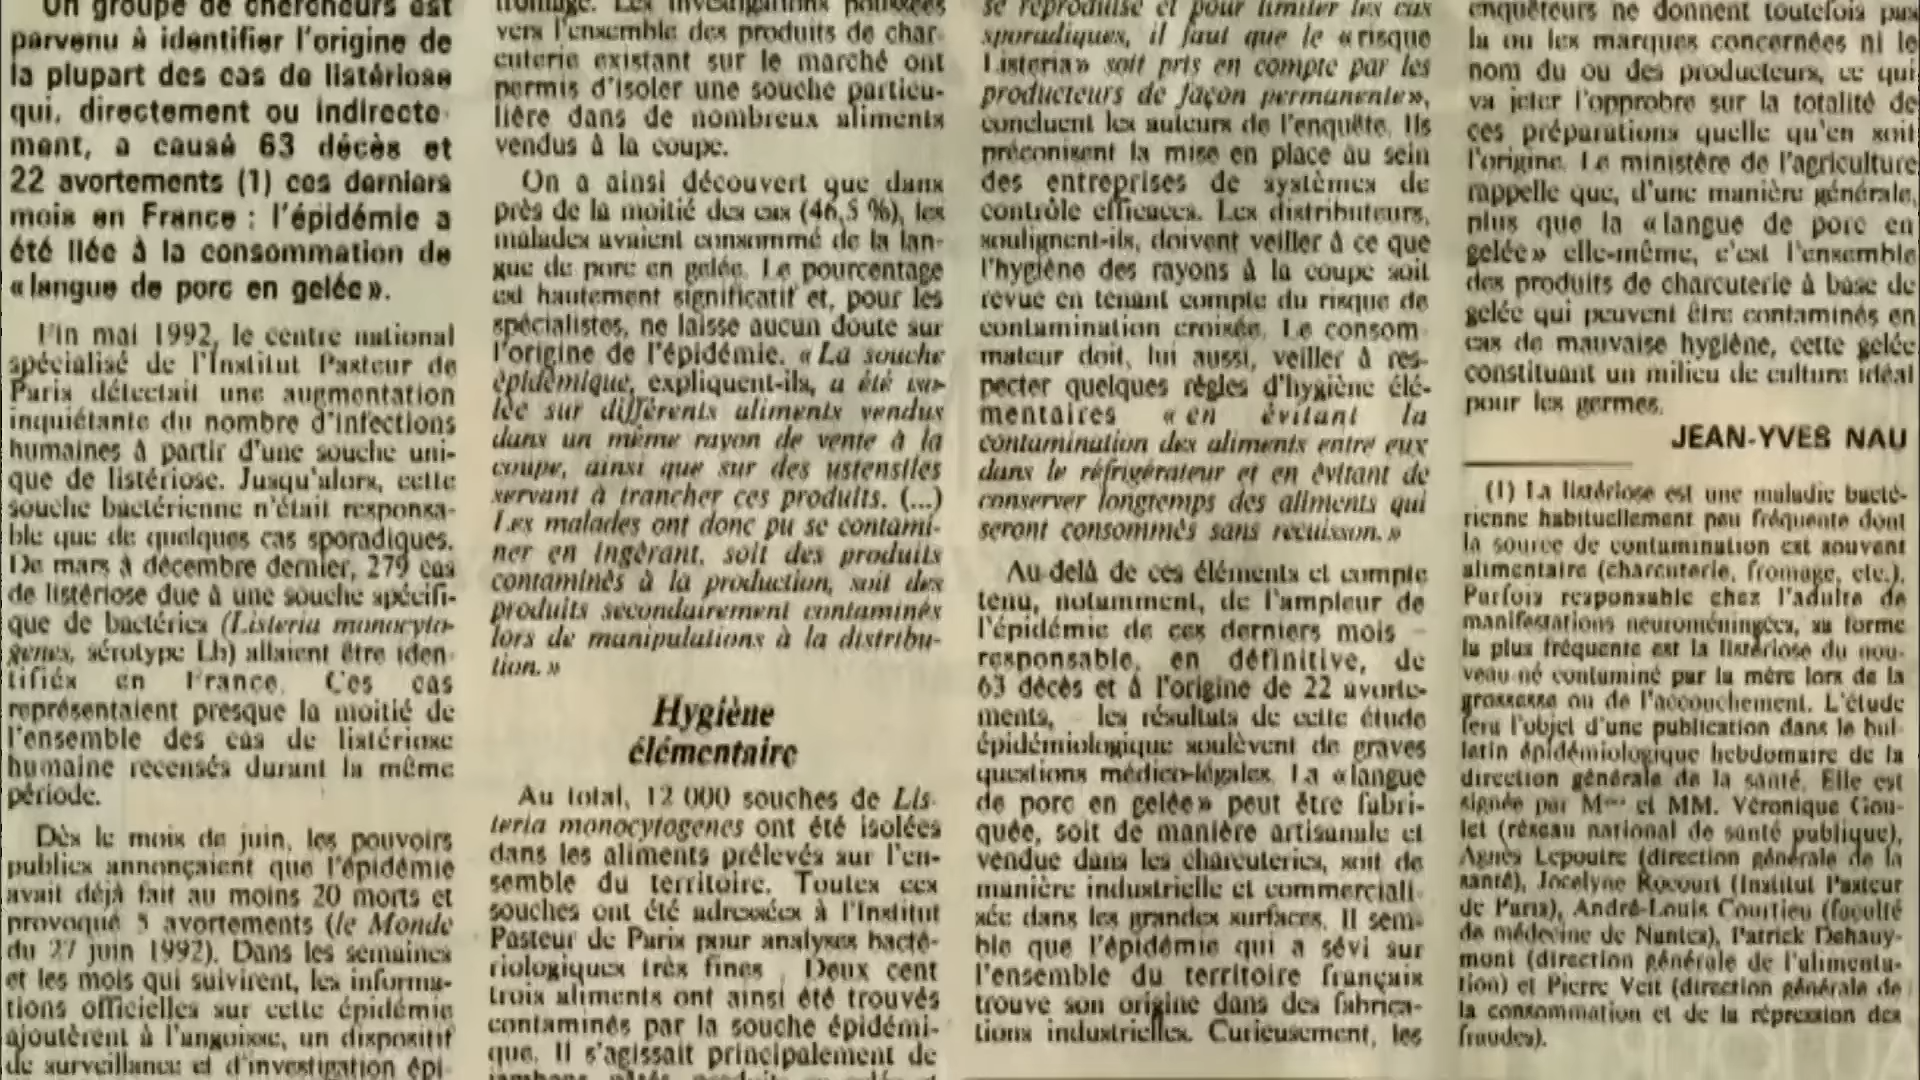 Un groupe de chercheurs est
parvenu à identifier l'origine de
la plupart des cas de listériose
qui, directement ou indirecte-
ment, a causé 63 décès et
22 avortements (1) ces derniers
mois en France : l'épidémie a
été liée à la consommation de
« langue de porc en gelée ».
Fin mai 1992, le centre national
spécialisé de l'Institut Pasteur de
Paris détectait une augmentation
inquiétante du nombre d'infections
humaines à partir d'une souche uni-
que de listériose. Jusqu'alors, cette
souche bactérienne n'était responsa-
ble que de quelques cas sporadiques.
De mars à décembre dernier, 279 cas
de listériose due à une souche spécifi-
que de bactéries (Listeria monocyto-
genes, sérotype Lb) allaient être iden-
tifiés en France. Ces cas
représentaient presque la moitié de
l'ensemble des cas de listériose
humaine recensés durant la même
période.
Dès le mois de juin, les pouvoirs
publics annonçaient que l'épidémie
avait déjà fait au moins 20 morts et
provoqué 5 avortements (le Monde
du 27 juin 1992). Dans les semaines
et les mois qui suivirent, les informa-
tions officielles sur cette épidémie
ajoutèrent à l'angoisse, un dispositif
de surveillance et d'investigation épi-
fromage. Les investigations poussées
vers l'ensemble des produits de char-
cuterie existant sur le marché ont
permis d'isoler une souche particu-
lière dans de nombreux aliments
vendus à la coupe.
On a ainsi découvert que dans
près de la moitié des cas (46,5 %), les
malades avaient consommé de la lan-
gue de porc en gelée. Le pourcentage
est hautement significatif et, pour les
spécialistes, ne laisse aucun doute sur
l'origine de l'épidémie. « La souche
épidémique, expliquent-ils, a été iso-
lée sur différents aliments vendus
dans un même rayon de vente à la
coupe, ainsi que sur des ustensiles
servant à trancher ces produits. (...)
Les malades ont donc pu se contami-
ner en ingérant, soit des produits
contaminés à la production, soit des
produits secondairement contaminés
lors de manipulations à la distribu-
tion. »
Hygiène
élémentaire
Au total, 12 000 souches de Lis-
teria monocytogenes ont été isolées
dans les aliments prélevés sur l'en-
semble du territoire. Toutes ces
souches ont été adressées à l'Institut
Pasteur de Paris pour analyses bacté-
riologiques très fines . Deux cent
trois aliments ont ainsi été trouvés
contaminés par la souche épidémi-
que. Il s'agissait principalement de
jambons, pâtés, produits en gelée et
se reproduise et pour limiter les cas
sporadiques, il faut que le « risque
Listeria » soit pris en compte par les
producteurs de façon permanente »,
concluent les auteurs de l'enquête. Ils
préconisent la mise en place au sein
des entreprises de systèmes de
contrôle efficaces. Les distributeurs,
soulignent-ils, doivent veiller à ce que
l'hygiène des rayons à la coupe soit
revue en tenant compte du risque de
contamination croisée. Le consom-
mateur doit, lui aussi, veiller à res-
pecter quelques règles d'hygiène élé-
mentaires « en évitant la
contamination des aliments entre eux
dans le réfrigérateur et en évitant de
conserver longtemps des aliments qui
seront consommés sans recuisson. »
Au-delà de ces éléments et compte
tenu, notamment, de l'ampleur de
l'épidémie de ces derniers mois –
responsable, en définitive, de
63 décès et à l'origine de 22 avorte-
ments, – les résultats de cette étude
épidémiologique soulèvent de graves
questions médico-légales. La « langue
de porc en gelée » peut être fabri-
quée, soit de manière artisanale et
vendue dans les charcuteries, soit de
manière industrielle et commerciali-
sée dans les grandes surfaces. Il sem-
ble que l'épidémie qui a sévi sur
l'ensemble du territoire français
trouve son origine dans des fabrica-
tions industrielles. Curieusement, les
enquêteurs ne donnent toutefois pas
la ou les marques concernées ni le
nom du ou des producteurs, ce qui
va jeter l'opprobre sur la totalité de
ces préparations quelle qu'en soit
l'origine. Le ministère de l'agriculture
rappelle que, d'une manière générale,
plus que la « langue de porc en
gelée » elle-même, c'est l'ensemble
des produits de charcuterie à base de
gelée qui peuvent être contaminés en
cas de mauvaise hygiène, cette gelée
constituant un milieu de culture idéal
pour les germes.
JEAN-YVES NAU
(1) La listériose est une maladie bacté-
rienne habituellement peu fréquente dont
la source de contamination est souvent
alimentaire (charcuterie, fromage, etc.).
Parfois responsable chez l'adulte de
manifestations neuroméningées, sa forme
la plus fréquente est la listériose du nou-
veau-né contaminé par la mère lors de la
grossesse ou de l'accouchement. L'étude
fera l'objet d'une publication dans le bul-
letin épidémiologique hebdomaire de la
direction générale de la santé. Elle est
signée par Mmes et MM. Véronique Gou-
let (réseau national de santé publique),
Agnès Lepoutre (direction générale de la
santé), Jocelyne Rocourt (Institut Pasteur
de Paris), André-Louis Courtieu (faculté
de médecine de Nantes), Patrick Dehauy-
mont (direction générale de l'alimenta-
tion) et Pierre Veit (direction générale de
la consommation et de la répression des
fraudes).